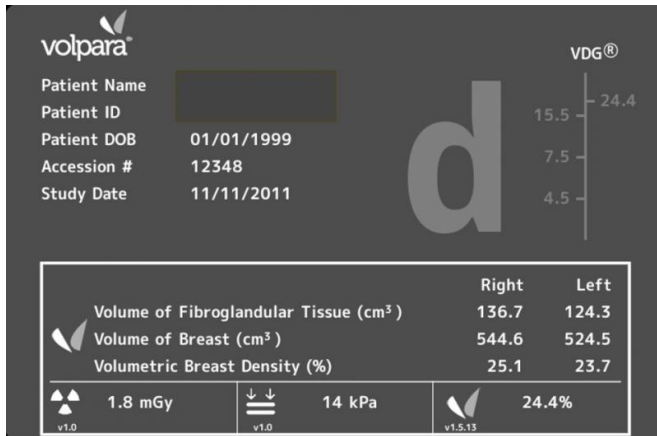 volpara®
VDG®
Patient Name
Patient ID
Patient DOB 01/01/1999
Accession # 12348
Study Date 11/11/2011
d
24.4
15.5
7.5
4.5
Right Left
Volume of Fibroglandular Tissue (cm³) 136.7 124.3
Volume of Breast (cm³) 544.6 524.5
Volumetric Breast Density (%) 25.1 23.7
1.8 mGy 14 kPa 24.4%
v1.0 v1.0 v1.5.13